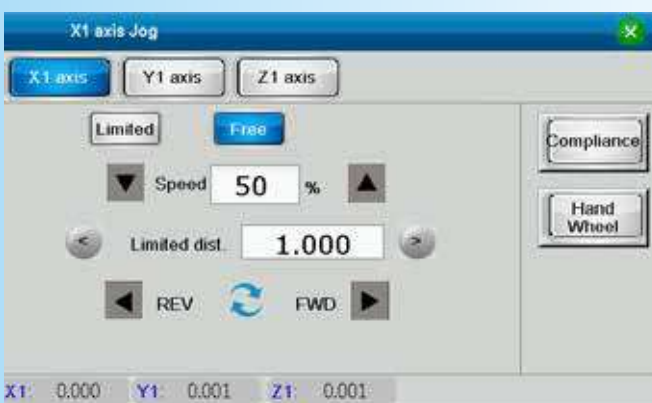 X1 axis Jog
X1 axis Y1 axis Z1 axis
Limited Free
Compliance
Speed 50 %
Hand
Wheel
< Limited dist. 1.000 >
REV FWD
X1: 0.000 Y1: 0.001 Z1: 0.001